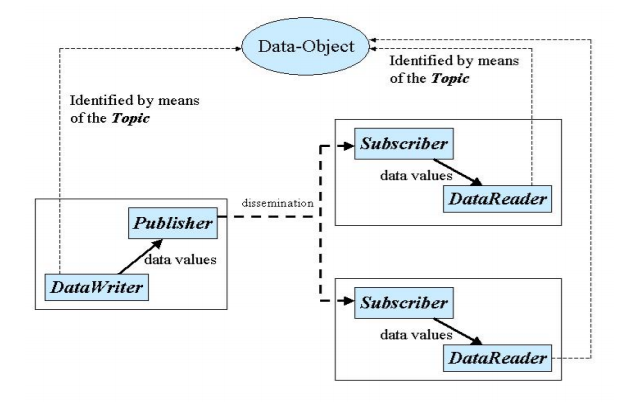 Data-Object
Identified by means
of the Topic
Identified by means
of the Topic
Subscriber
data values
DataReader
dissemination
Publisher
data values
DataWriter
Subscriber
data values
DataReader